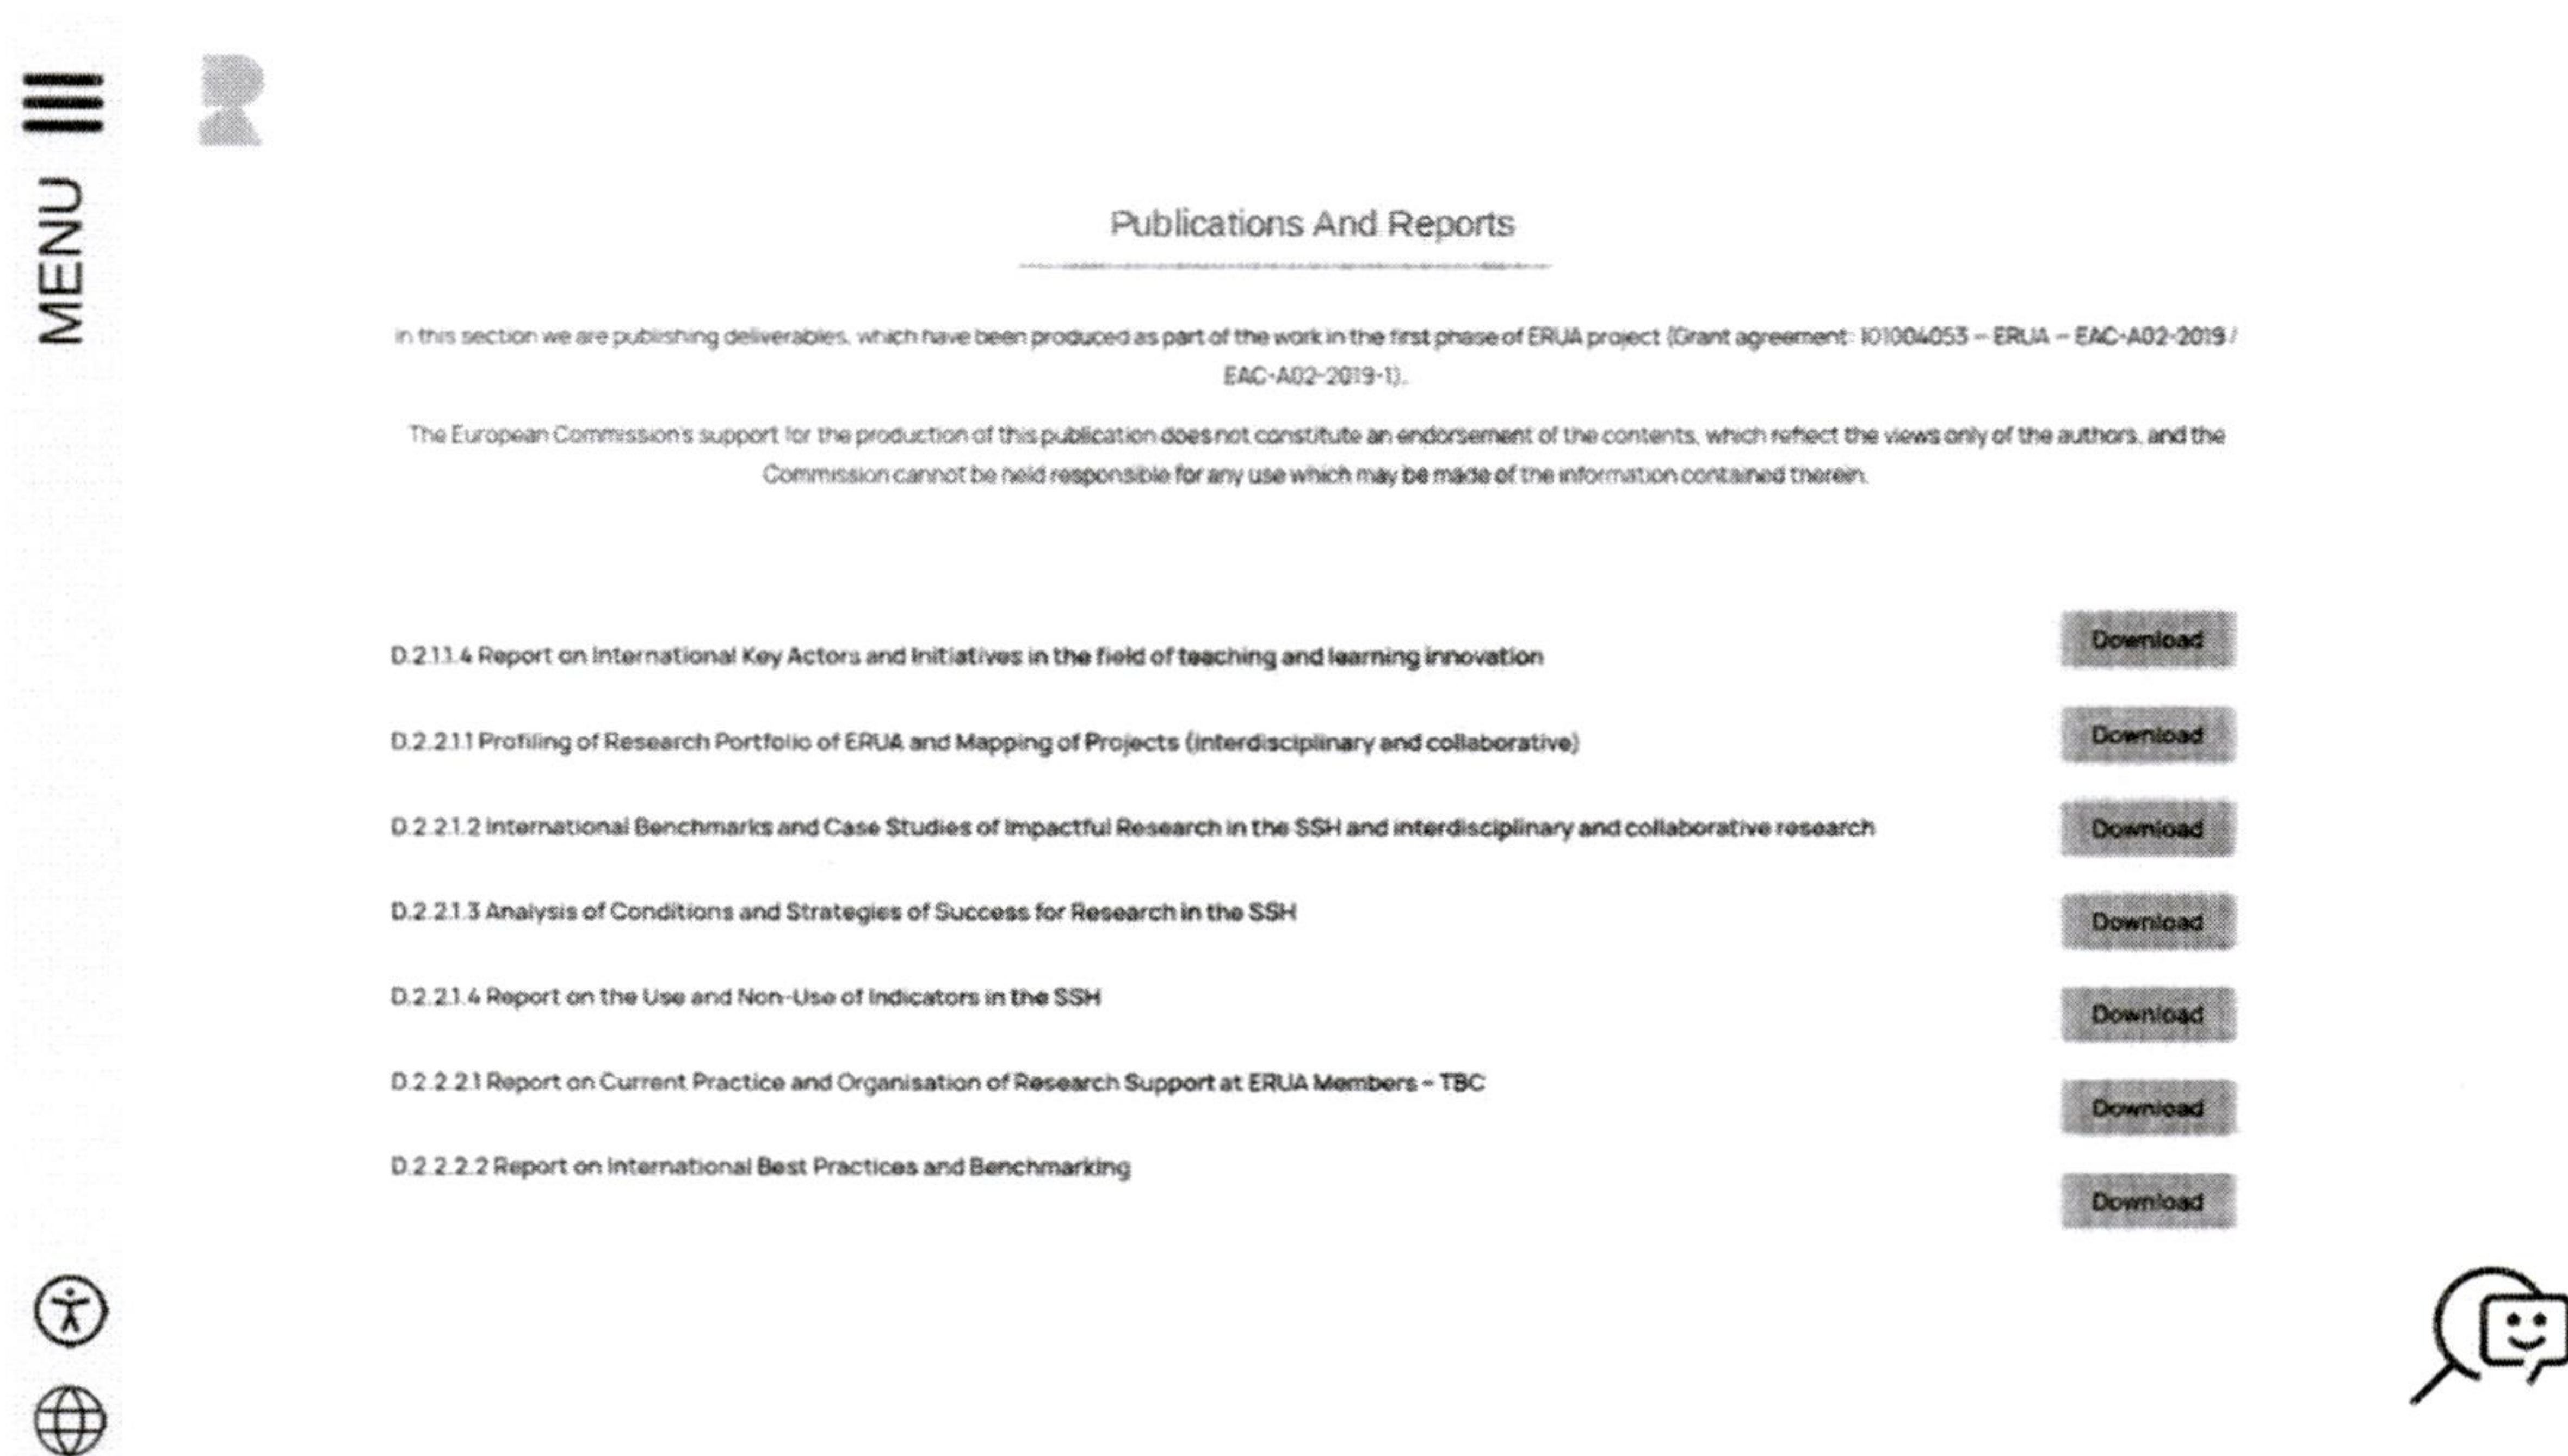 MENU
Publications And Reports
In this section we are publishing deliverables, which have been produced as part of the work in the first phase of ERUA project (Grant agreement: 101004053 – ERUA – EAC-A02-2019 /
EAC-A02-2019-1).
The European Commission's support for the production of this publication does not constitute an endorsement of the contents, which reflect the views only of the authors, and the
Commission cannot be held responsible for any use which may be made of the information contained therein.
D.2.1.1.4 Report on International Key Actors and Initiatives in the field of teaching and learning innovation
Download
D.2.2.1.1 Profiling of Research Portfolio of ERUA and Mapping of Projects (interdisciplinary and collaborative)
Download
D.2.2.1.2 International Benchmarks and Case Studies of Impactful Research in the SSH and interdisciplinary and collaborative research
Download
D.2.2.1.3 Analysis of Conditions and Strategies of Success for Research in the SSH
Download
D.2.2.1.4 Report on the Use and Non-Use of Indicators in the SSH
Download
D.2.2.2.1 Report on Current Practice and Organisation of Research Support at ERUA Members – TBC
Download
D.2.2.2.2 Report on International Best Practices and Benchmarking
Download